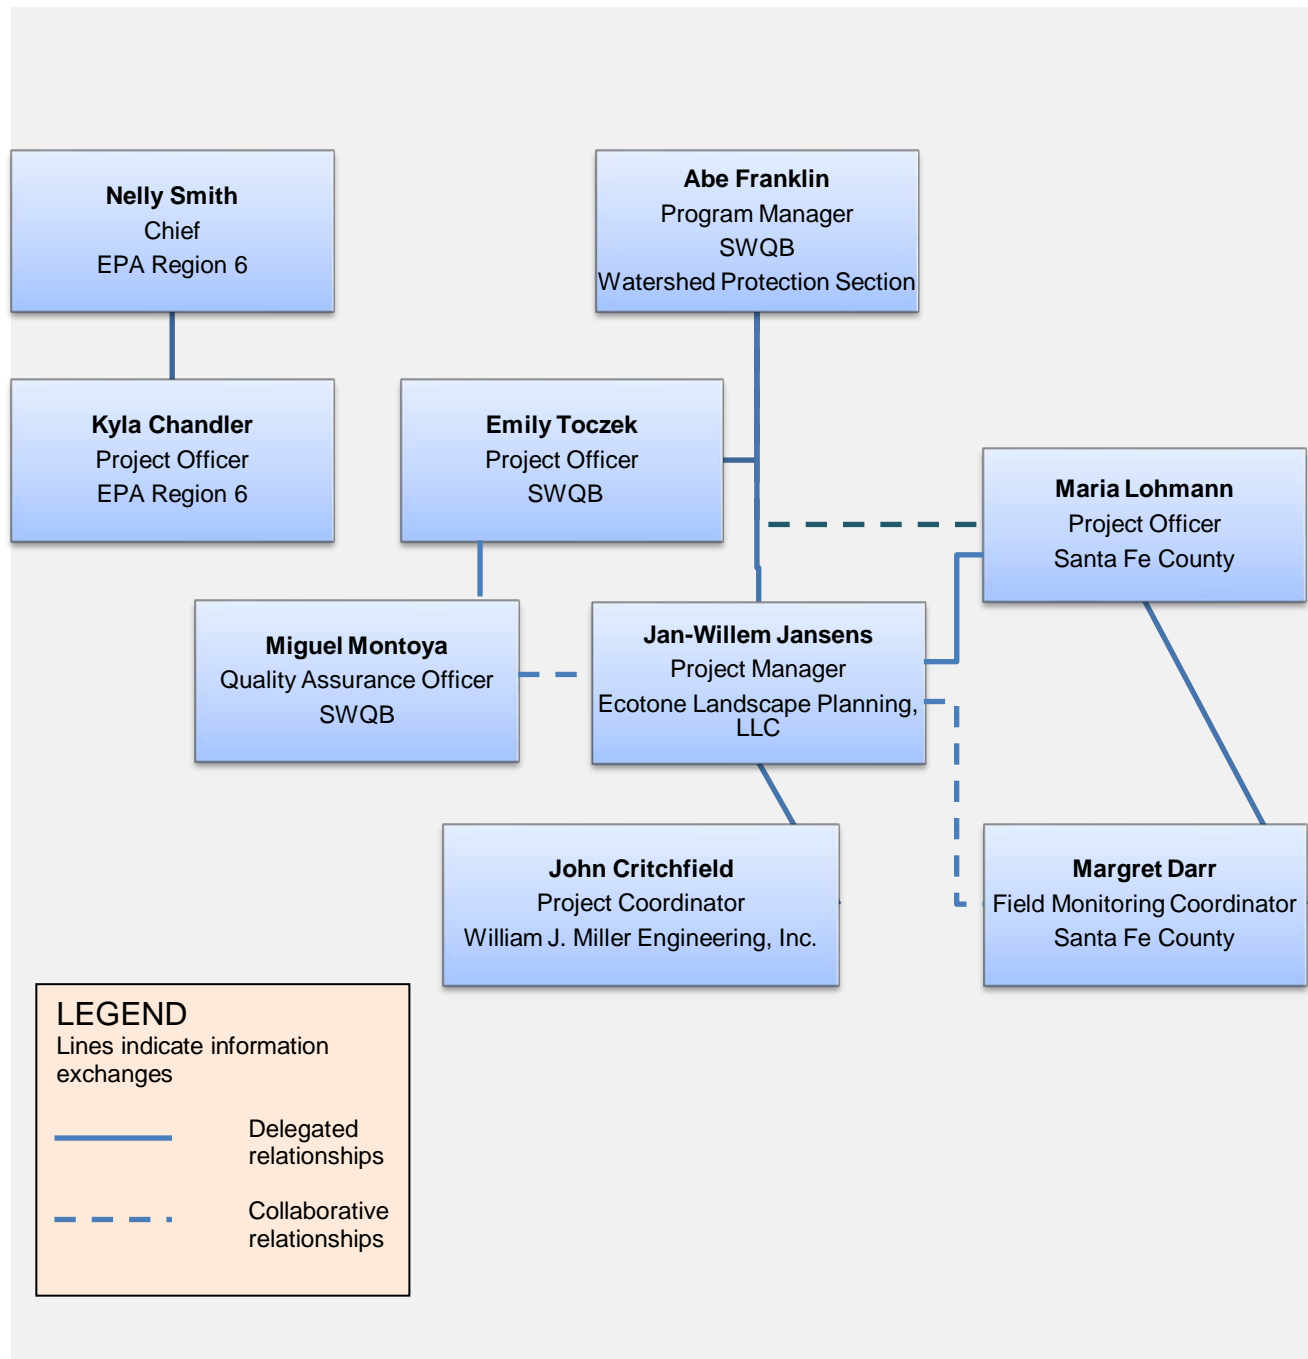 Nelly Smith
Chief
EPA Region 6
Abe Franklin
Program Manager
SWQB
Watershed Protection Section
Kyla Chandler
Project Officer
EPA Region 6
Emily Toczek
Project Officer
SWQB
Maria Lohmann
Project Officer
Santa Fe County
Miguel Montoya
Quality Assurance Officer
SWQB
Jan-Willem Jansens
Project Manager
Ecotone Landscape Planning,
LLC
John Critchfield
Project Coordinator
William J. Miller Engineering, Inc.
Margret Darr
Field Monitoring Coordinator
Santa Fe County
LEGEND
Lines indicate information
exchanges
Delegated
relationships
Collaborative
relationships